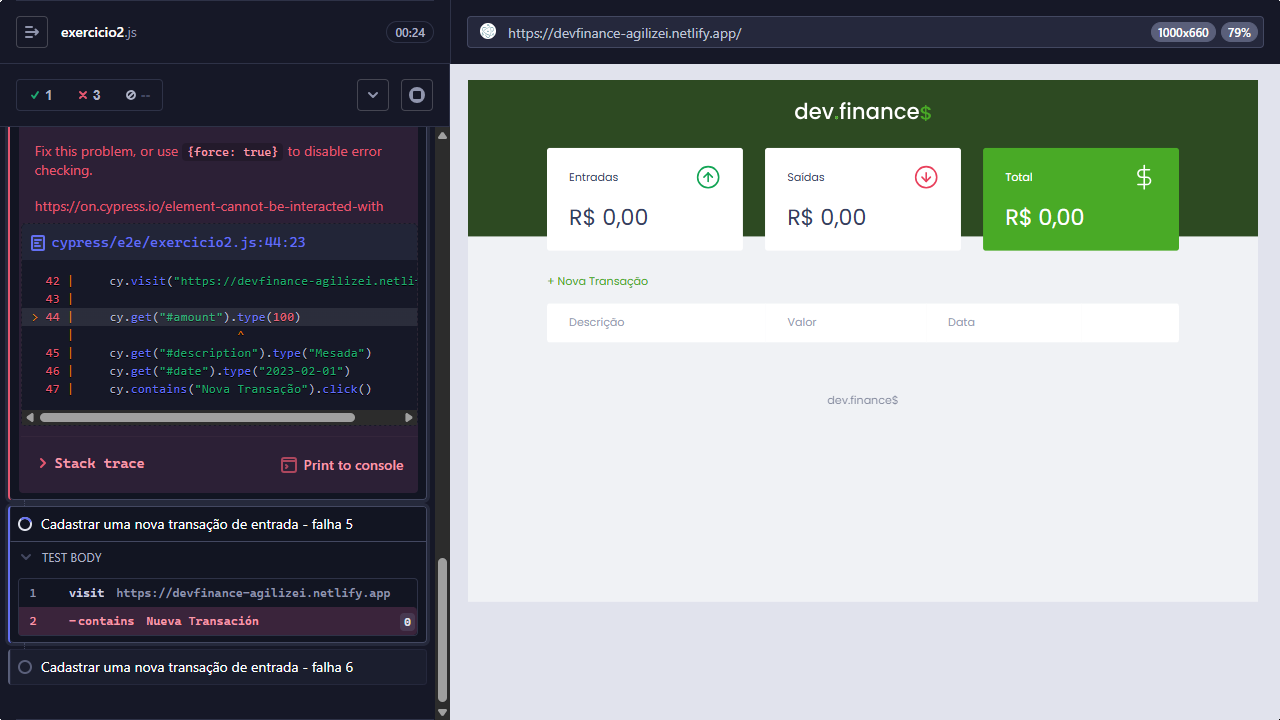 exercicio2.js
00:24
1
3
--
Fix this problem, or use {force: true} to disable error
checking.
https://on.cypress.io/element-cannot-be-interacted-with
cypress/e2e/exercicio2.js:44:23
42 |     cy.visit("https://devfinance-agilizei.netli
43 |
> 44 |     cy.get("#amount").type(100)
|                      ^
45 |     cy.get("#description").type("Mesada")
46 |     cy.get("#date").type("2023-02-01")
47 |     cy.contains("Nova Transação").click()
Stack trace
Print to console
Cadastrar uma nova transação de entrada - falha 5
TEST BODY
1 visit https://devfinance-agilizei.netlify.app
2 -contains Nueva Transación 0
Cadastrar uma nova transação de entrada - falha 6
https://devfinance-agilizei.netlify.app/
1000x660
79%
dev.finance$
Entradas
R$ 0,00
Saídas
R$ 0,00
Total
$
R$ 0,00
+ Nova Transação
Descrição Valor Data
dev.finance$